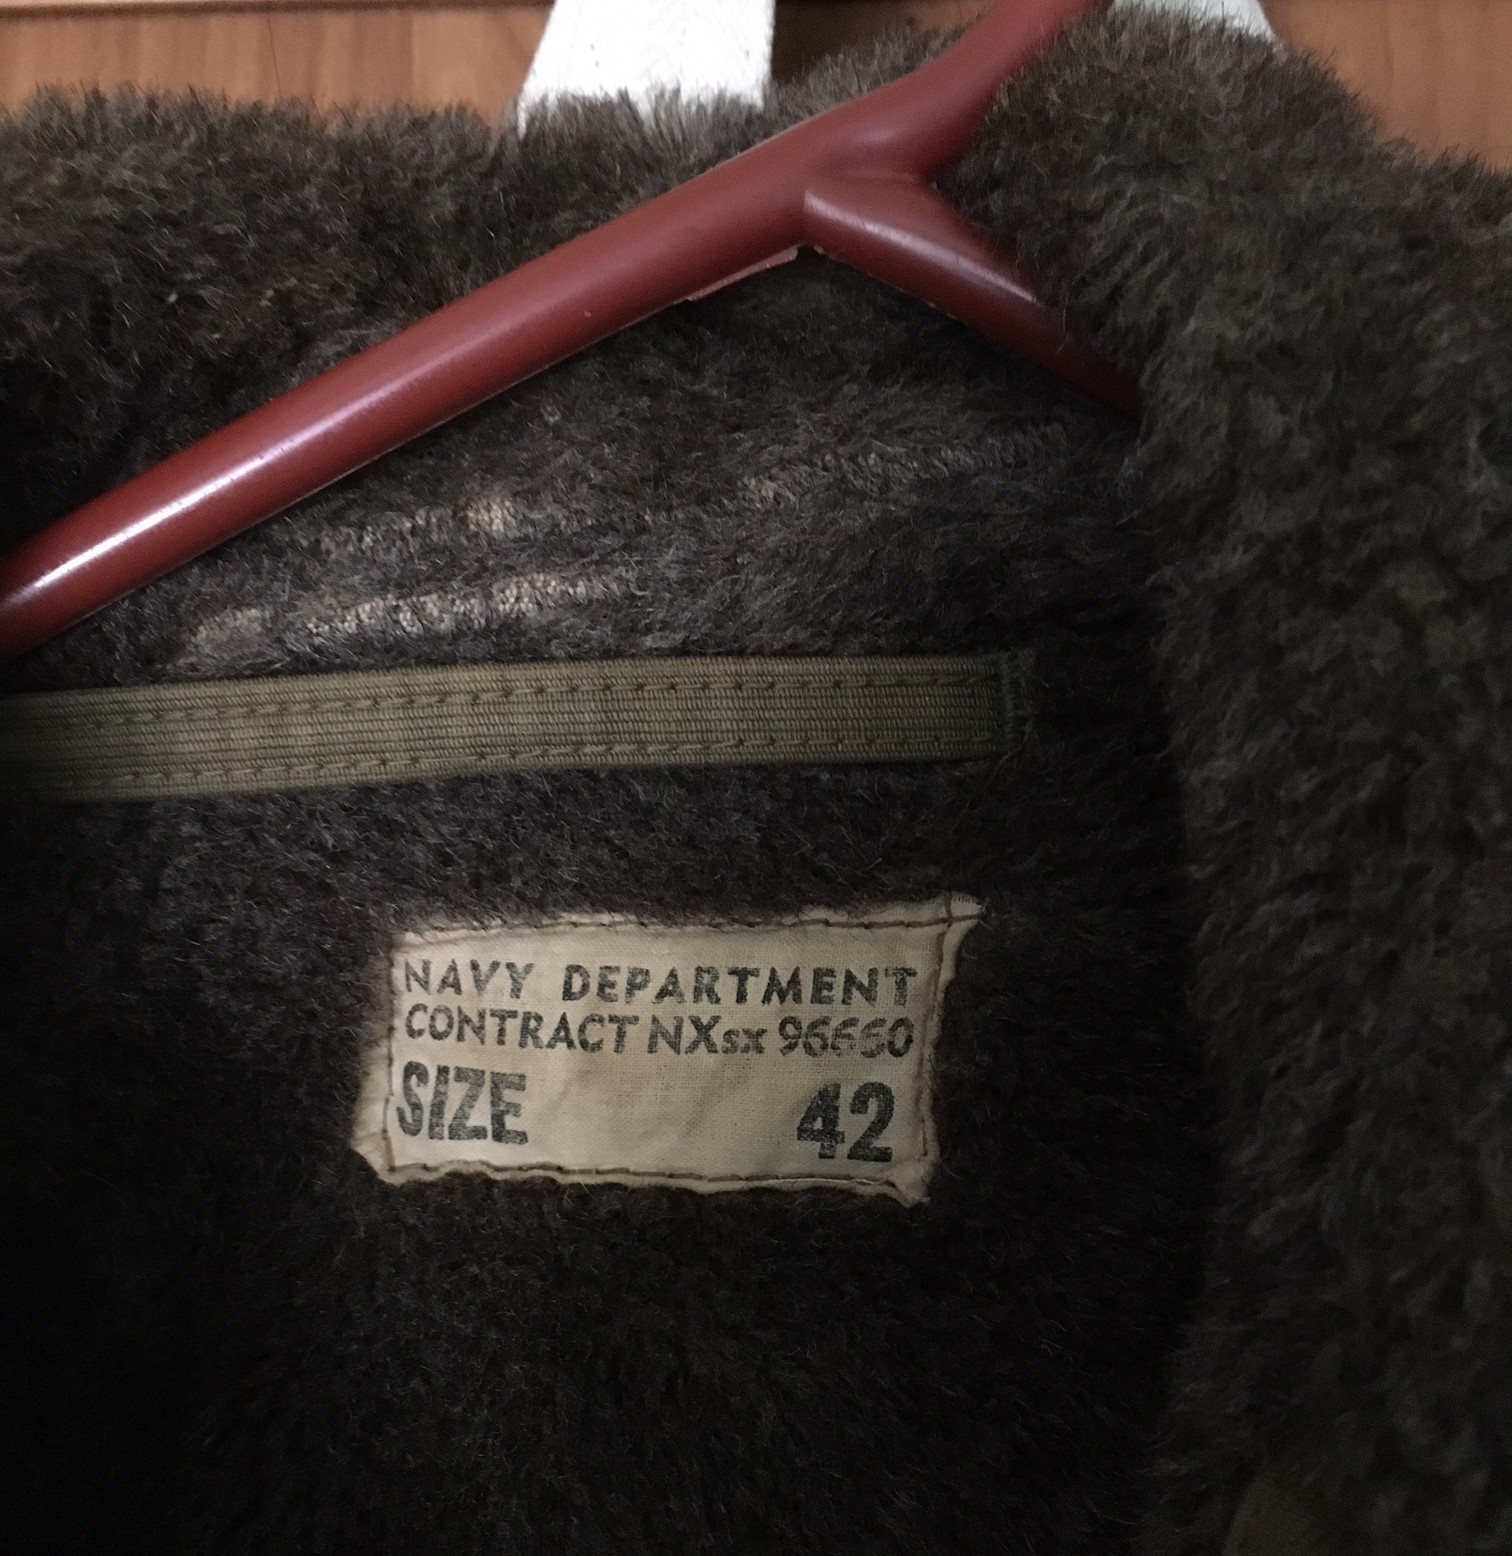 NAVY DEPARTMENT
CONTRACT NXsx 96660
SIZE 42